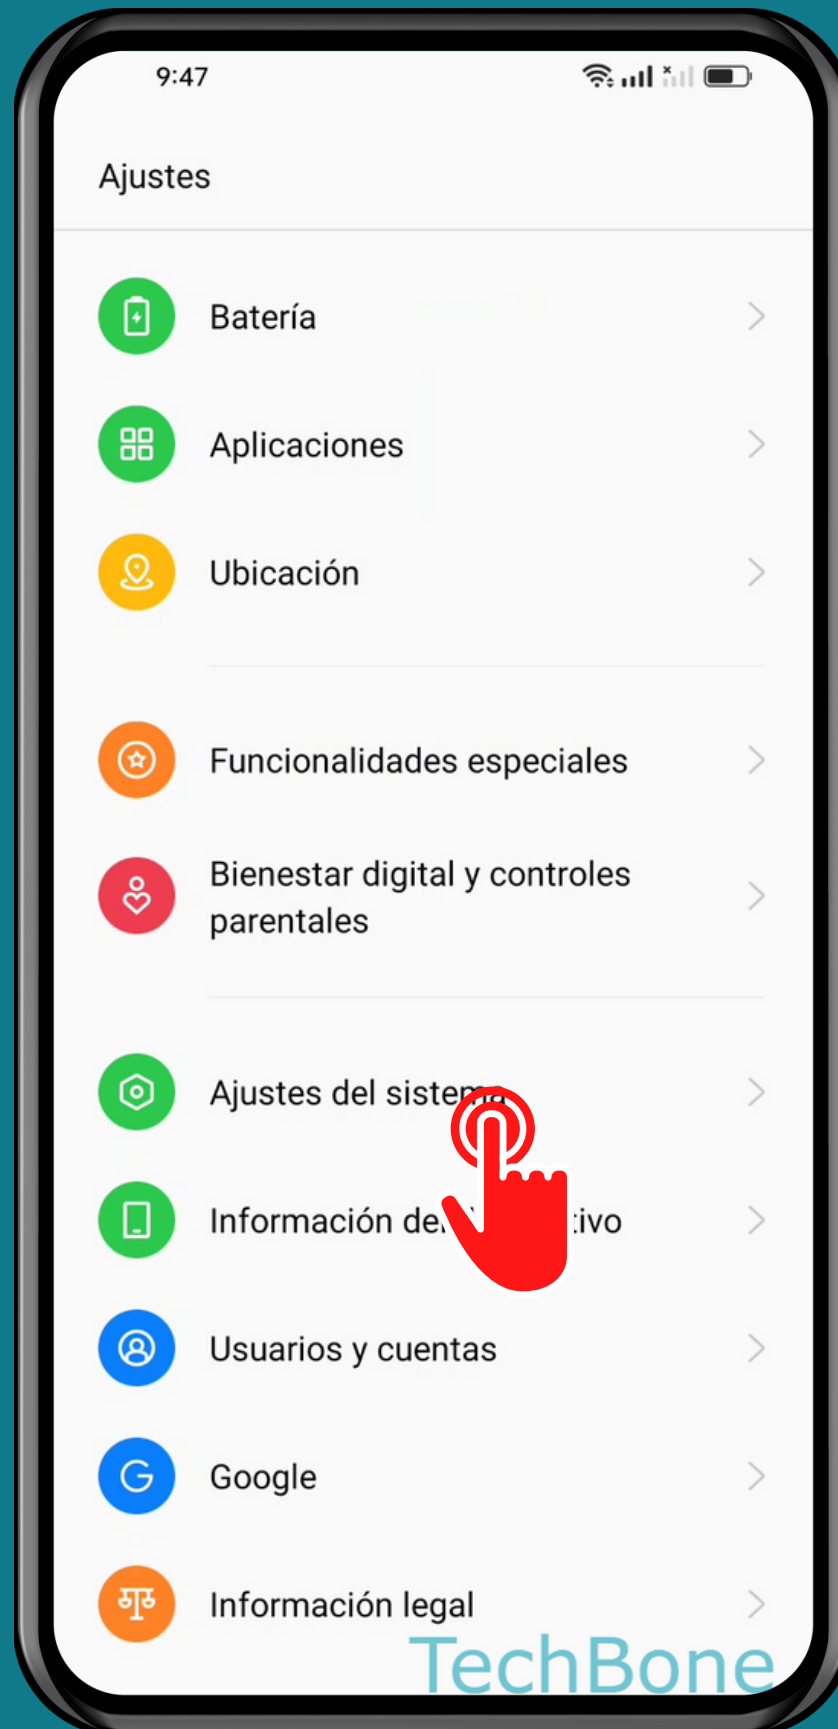 9:47
Ajustes
Batería
Aplicaciones
Ubicación
Funcionalidades especiales
Bienestar digital y controles
parentales
Ajustes del sistema
Información del
Usuarios y cuentas
Google
Información legal
TechBone